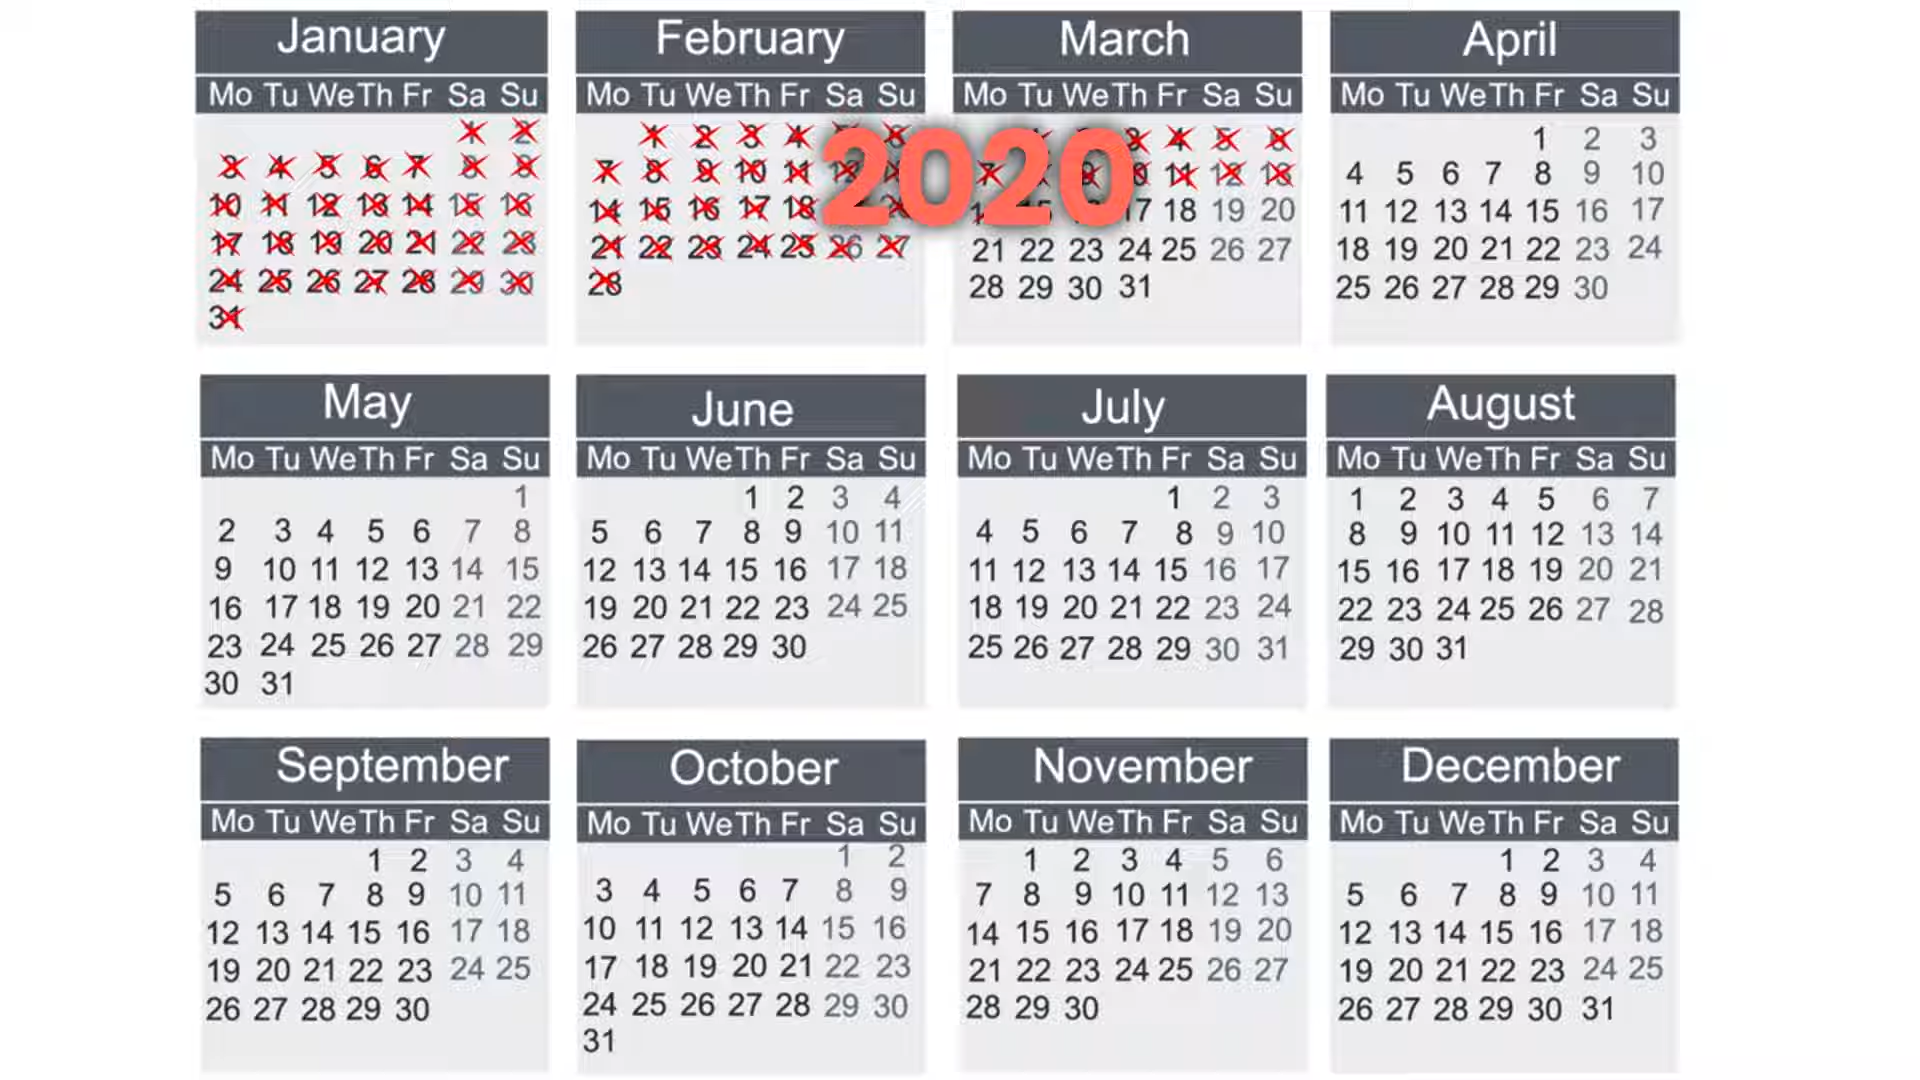 January
Mo Tu We Th Fr Sa Su
1 2
3 4 5 6 7 8 9
10 11 12 13 14 15 16
17 18 19 20 21 22 23
24 25 26 27 28 29 30
31
February
Mo Tu We Th Fr Sa Su
1 2 3 4
7 8 9 10 11 12
14 15 16 17 18
21 22 23 24 25 26 27
28
2020
March
Mo Tu We Th Fr Sa Su
3 4 5 6
7 9 11 12 13
17 18 19 20
21 22 23 24 25 26 27
28 29 30 31
April
Mo Tu We Th Fr Sa Su
1 2 3
4 5 6 7 8 9 10
11 12 13 14 15 16 17
18 19 20 21 22 23 24
25 26 27 28 29 30
May
Mo Tu We Th Fr Sa Su
1
2 3 4 5 6 7 8
9 10 11 12 13 14 15
16 17 18 19 20 21 22
23 24 25 26 27 28 29
30 31
June
Mo Tu We Th Fr Sa Su
1 2 3 4
5 6 7 8 9 10 11
12 13 14 15 16 17 18
19 20 21 22 23 24 25
26 27 28 29 30
July
Mo Tu We Th Fr Sa Su
1 2 3
4 5 6 7 8 9 10
11 12 13 14 15 16 17
18 19 20 21 22 23 24
25 26 27 28 29 30 31
August
Mo Tu We Th Fr Sa Su
1 2 3 4 5 6 7
8 9 10 11 12 13 14
15 16 17 18 19 20 21
22 23 24 25 26 27 28
29 30 31
September
Mo Tu We Th Fr Sa Su
1 2 3 4
5 6 7 8 9 10 11
12 13 14 15 16 17 18
19 20 21 22 23 24 25
26 27 28 29 30
October
Mo Tu We Th Fr Sa Su
1 2
3 4 5 6 7 8 9
10 11 12 13 14 15 16
17 18 19 20 21 22 23
24 25 26 27 28 29 30
31
November
Mo Tu We Th Fr Sa Su
1 2 3 4 5 6
7 8 9 10 11 12 13
14 15 16 17 18 19 20
21 22 23 24 25 26 27
28 29 30
December
Mo Tu We Th Fr Sa Su
1 2 3 4
5 6 7 8 9 10 11
12 13 14 15 16 17 18
19 20 21 22 23 24 25
26 27 28 29 30 31